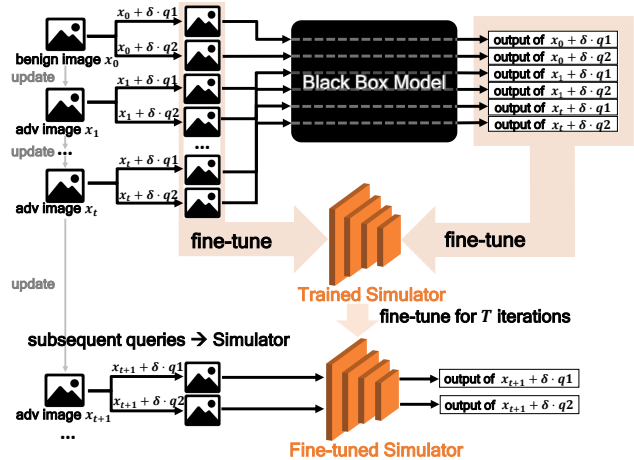 x₀ + δ · q1
x₀ + δ · q2
benign image x₀
update
x₁ + δ · q1
x₁ + δ · q2
adv image x₁
update
...
...
x_t + δ · q1
x_t + δ · q2
adv image x_t
Black Box Model
output of x₀ + δ · q1
output of x₀ + δ · q2
output of x₁ + δ · q1
output of x₁ + δ · q2
output of x_t + δ · q1
output of x_t + δ · q2
fine-tune
fine-tune
Trained Simulator
update
fine-tune for T iterations
subsequent queries → Simulator
x_{t+1} + δ · q1
x_{t+1} + δ · q2
adv image x_{t+1}
...
output of x_{t+1} + δ · q1
output of x_{t+1} + δ · q2
Fine-tuned Simulator